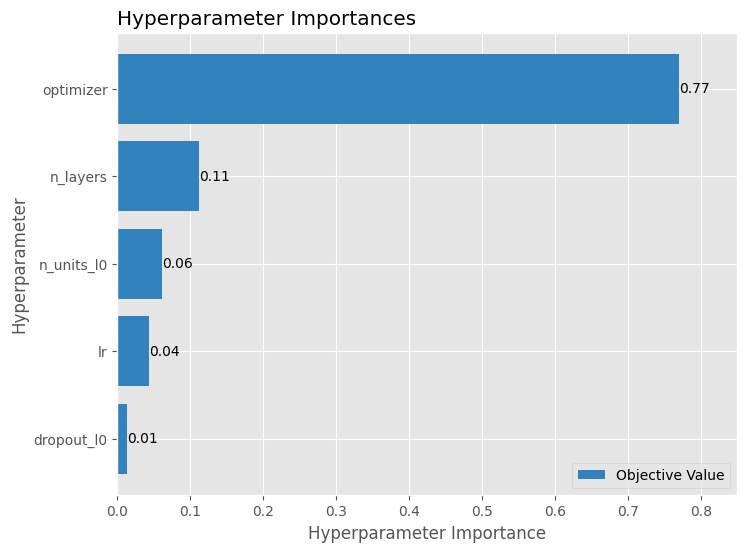 Hyperparameter Importances
Hyperparameter
optimizer
0.77
n_layers
0.11
n_units_l0
0.06
lr
0.04
dropout_l0
0.01
Objective Value
0.0 0.1 0.2 0.3 0.4 0.5 0.6 0.7 0.8
Hyperparameter Importance